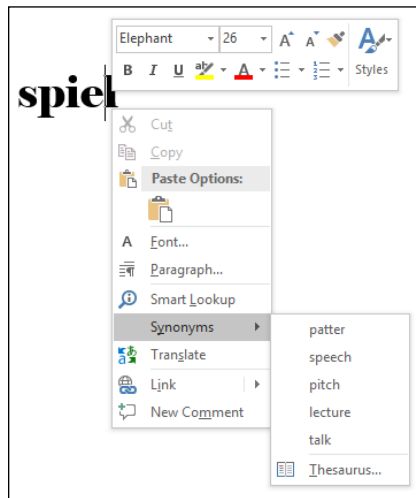 Elephant 26 A A
B I U ab A Styles
spiel
Cut
Copy
Paste Options:
A Font...
Paragraph...
Smart Lookup
Synonyms
Translate
Link
New Comment
patter
speech
pitch
lecture
talk
Thesaurus...